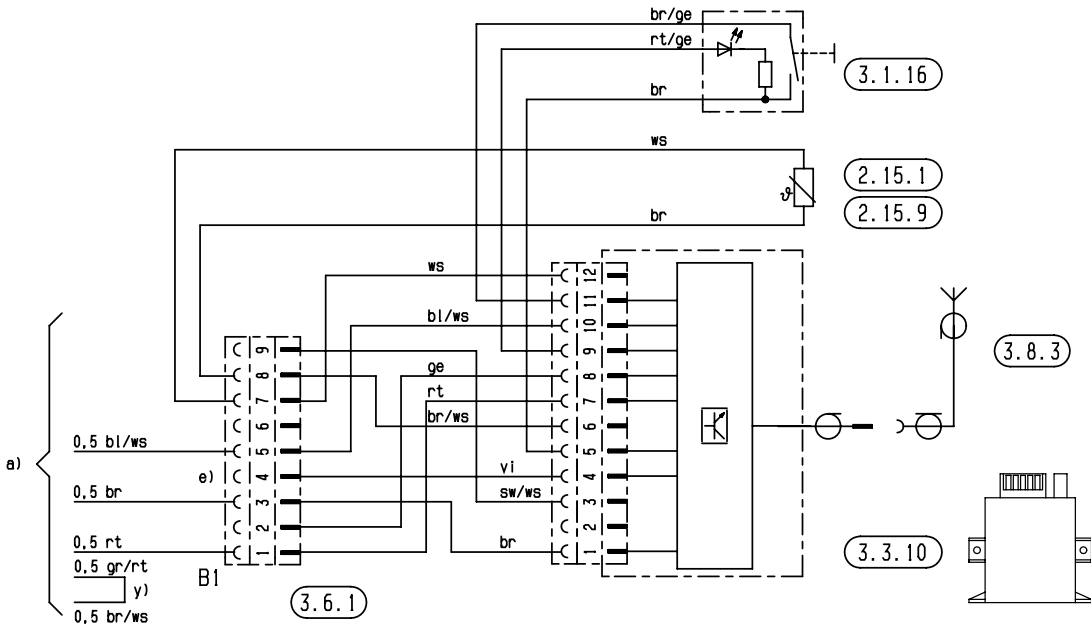 br/ge
rt/ge
3.1.16
br
ws
2.15.1
2.15.9
ϑ
br
ws
12
11
bl/ws
10
3.8.3
9
9
ge
8
8
rt
7
7
br/ws
6
6
0,5 bl/ws
5
5
a)
e)
4
vi
4
0,5 br
3
sw/ws
3
2
2
0,5 rt
1
br
1
3.3.10
0,5 gr/rt
B1
y)
3.6.1
0,5 br/ws